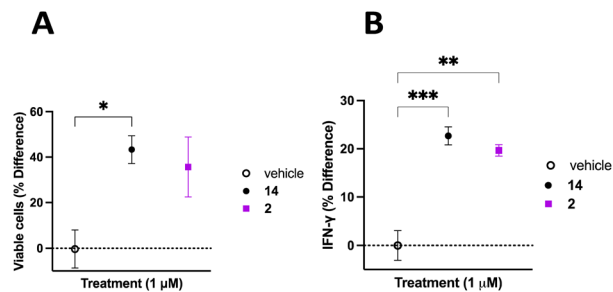 A
Viable cells (% Difference)
60
40
20
0
*
Treatment (1 µM)
vehicle
14
2
B
IFN-γ (% Difference)
30
20
10
0
**
***
Treatment (1 µM)
vehicle
14
2